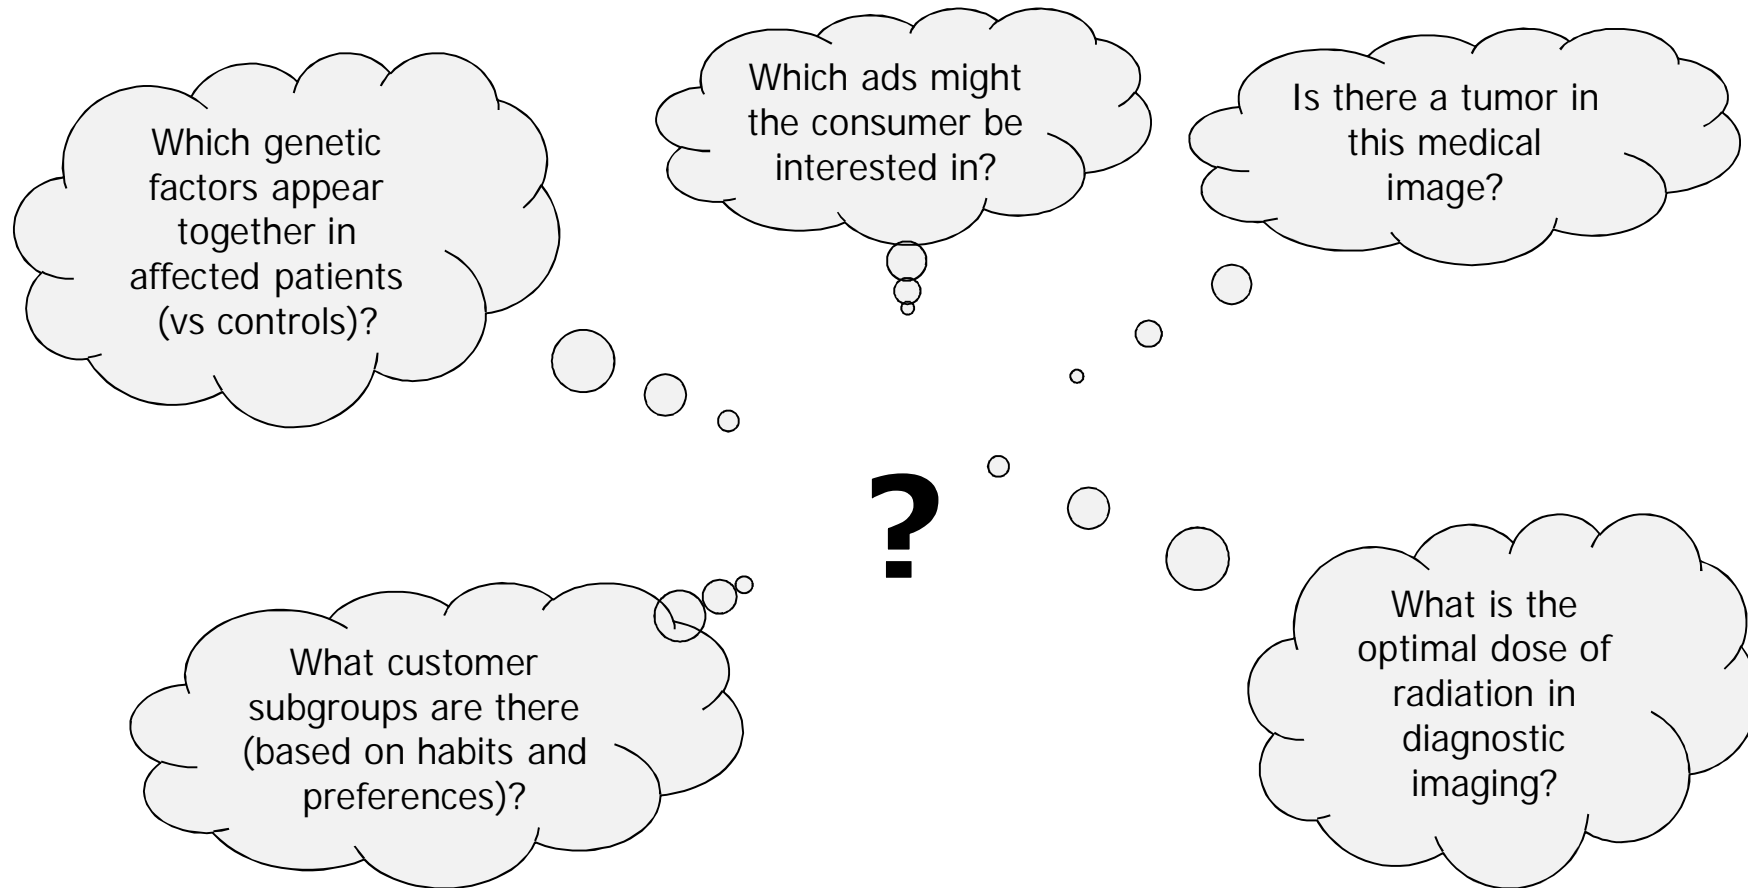 Which genetic
factors appear
together in
affected patients
(vs controls)?
Which ads might
the consumer be
interested in?
Is there a tumor in
this medical
image?
?
What customer
subgroups are there
(based on habits and
preferences)?
What is the
optimal dose of
radiation in
diagnostic
imaging?